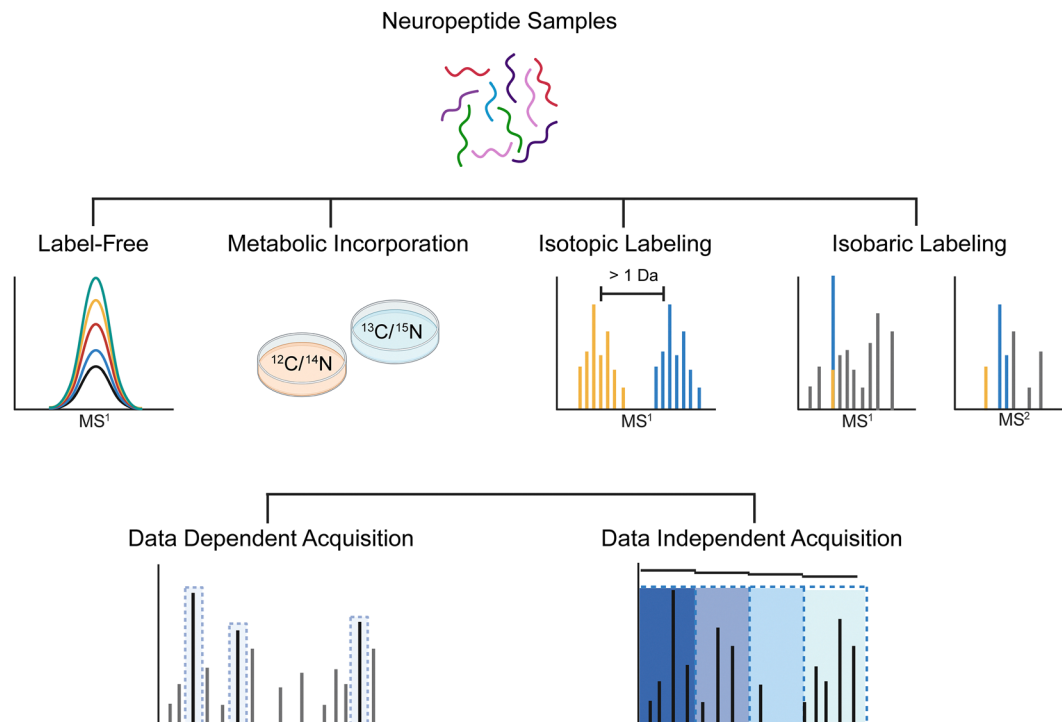 Neuropeptide Samples
Label-Free
Metabolic Incorporation
Isotopic Labeling
Isobaric Labeling
> 1 Da
¹³C/¹⁵N
¹²C/¹⁴N
MS¹
MS¹
MS¹
MS²
Data Dependent Acquisition
Data Independent Acquisition